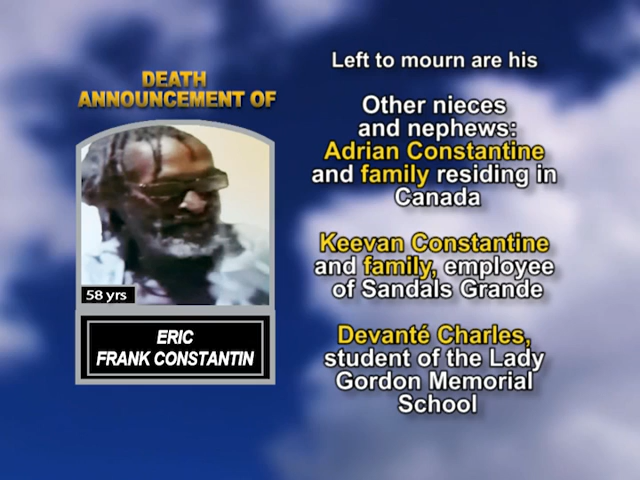 DEATH
ANNOUNCEMENT OF
58 yrs
ERIC
FRANK CONSTANTIN
Left to mourn are his
Other nieces
and nephews:
Adrian Constantine
and family residing in
Canada
Keevan Constantine
and family, employee
of Sandals Grande
Devanté Charles,
student of the Lady
Gordon Memorial
School